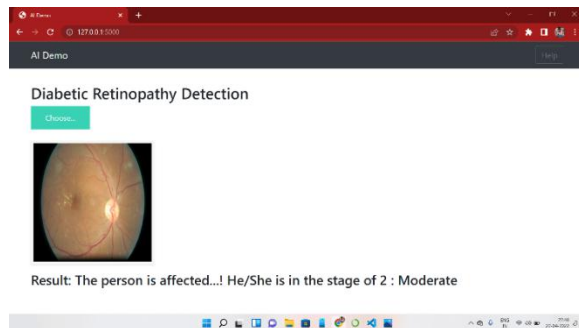 AI Demo
127.0.0.1:5000
AI Demo
Help
Diabetic Retinopathy Detection
Choose...
Result: The person is affected...! He/She is in the stage of 2 : Moderate
ENG